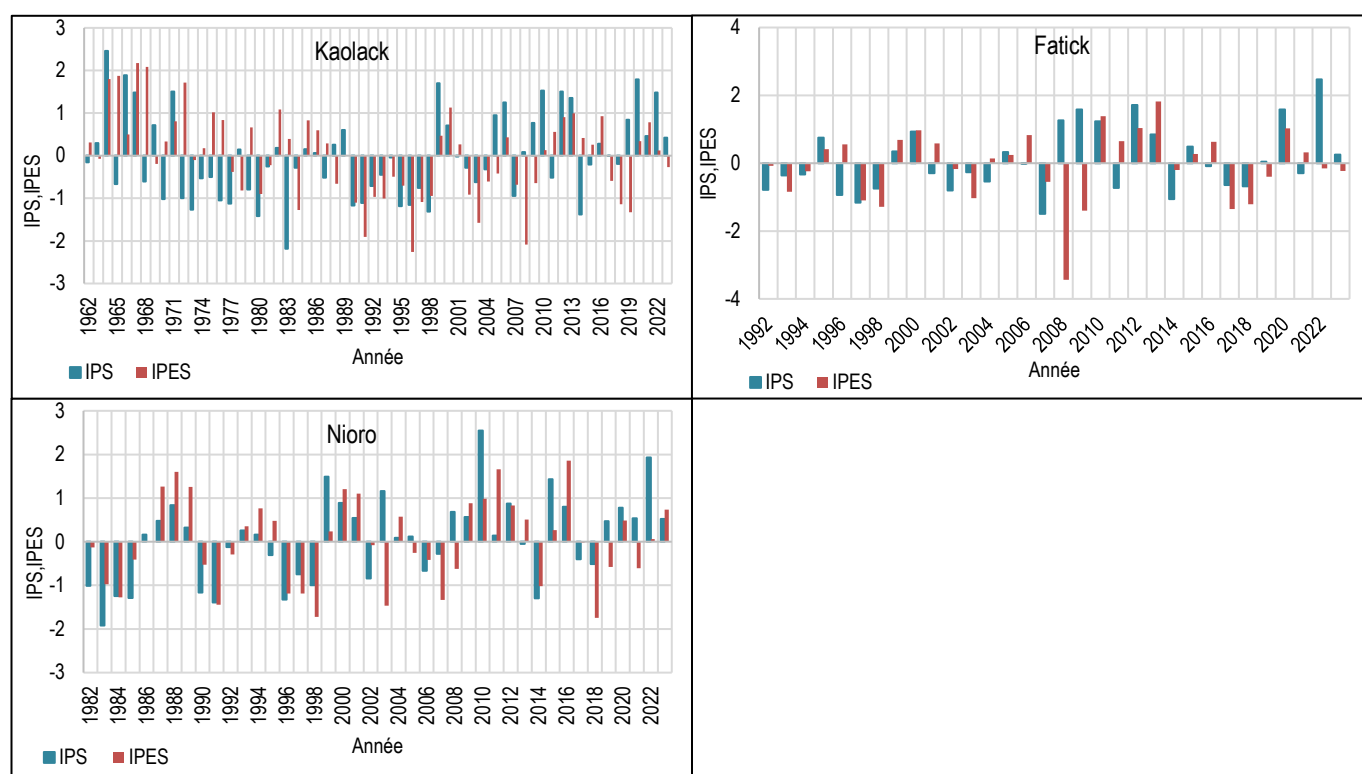 Kaolack
3
2
1
0
-1
-2
-3
IPS,IPES
1962 1965 1968 1971 1974 1977 1980 1983 1986 1989 1992 1995 1998 2001 2004 2007 2010 2013 2016 2019 2022
Année
IPS IPES
Fatick
4
2
0
-2
-4
IPS,IPES
1992 1994 1996 1998 2000 2002 2004 2006 2008 2010 2012 2014 2016 2018 2020 2022
Année
IPS IPES
Nioro
3
2
1
0
-1
-2
-3
IPS,IPES
1982 1984 1986 1988 1990 1992 1994 1996 1998 2000 2002 2004 2006 2008 2010 2012 2014 2016 2018 2020 2022
Année
IPS IPES